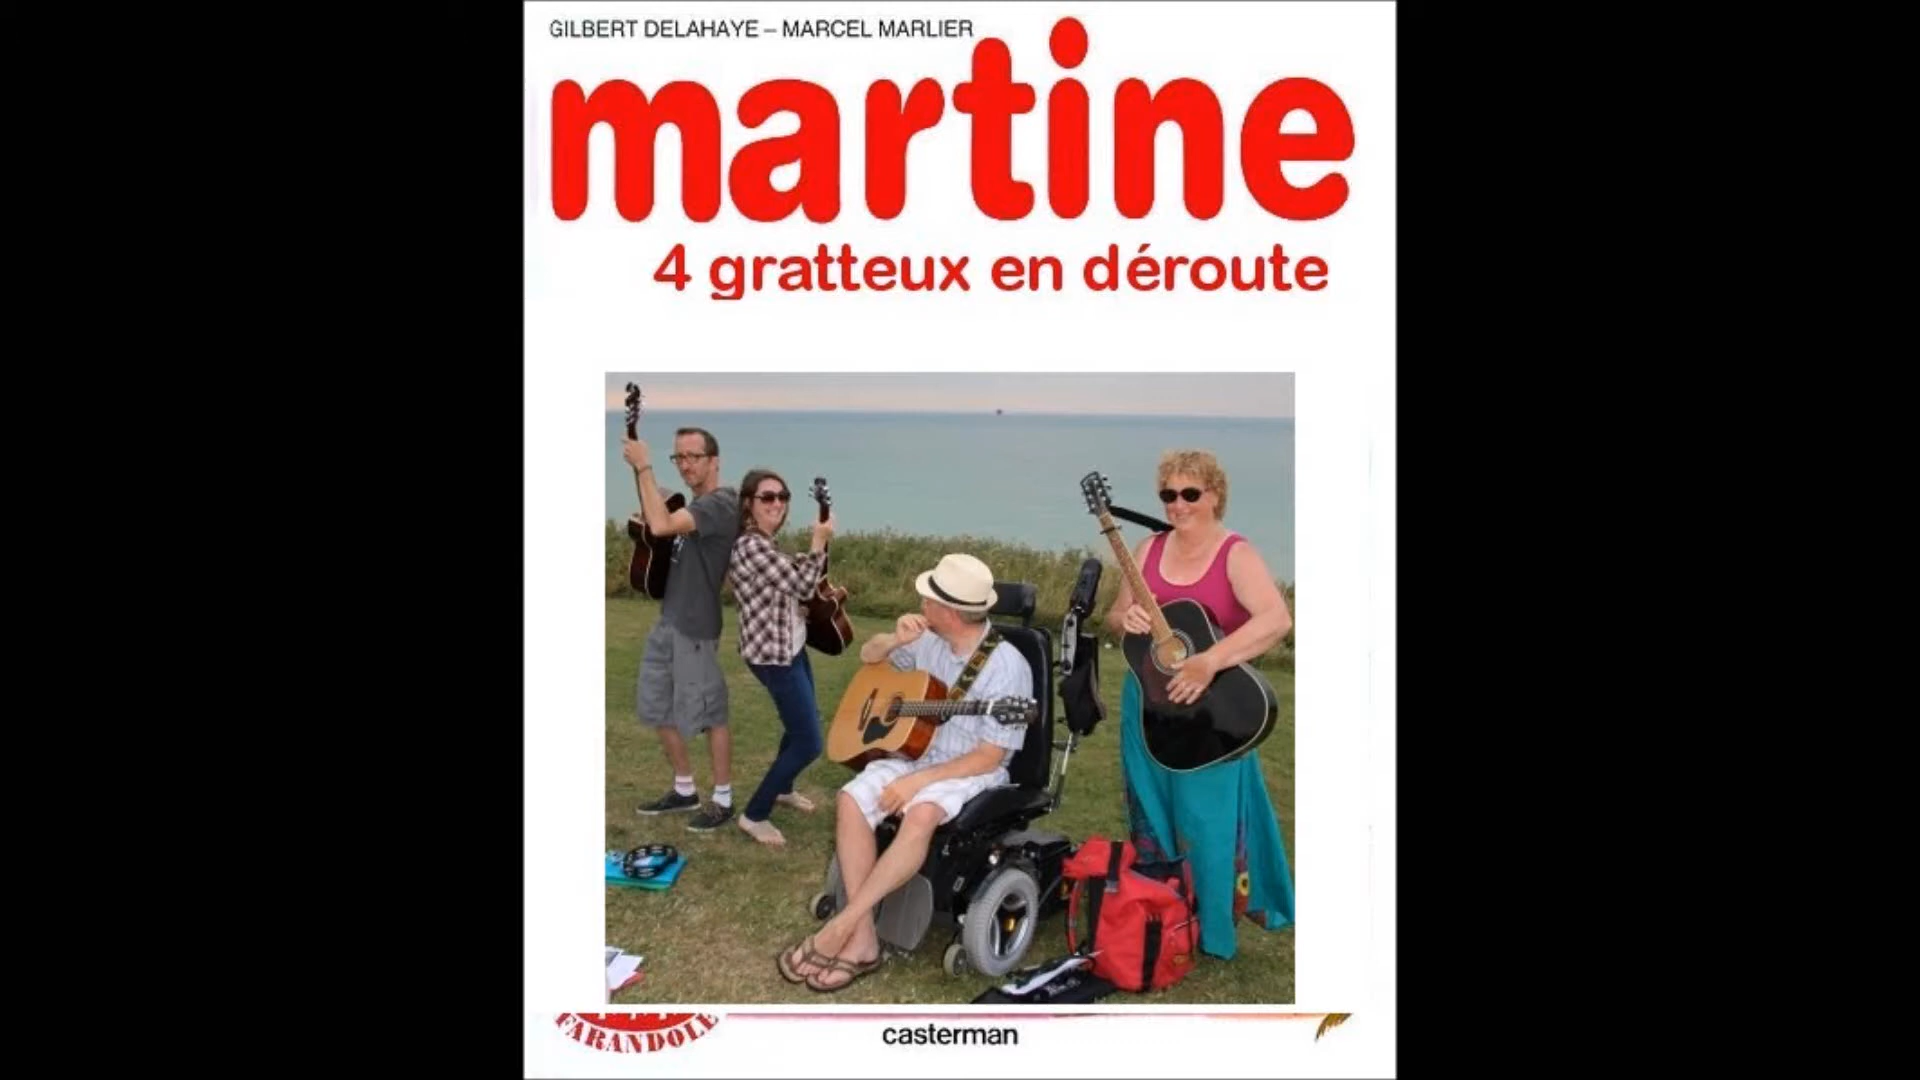 GILBERT DELAHAYE – MARCEL MARLIER
martine
4 gratteux en déroute
FARANDOLE
casterman